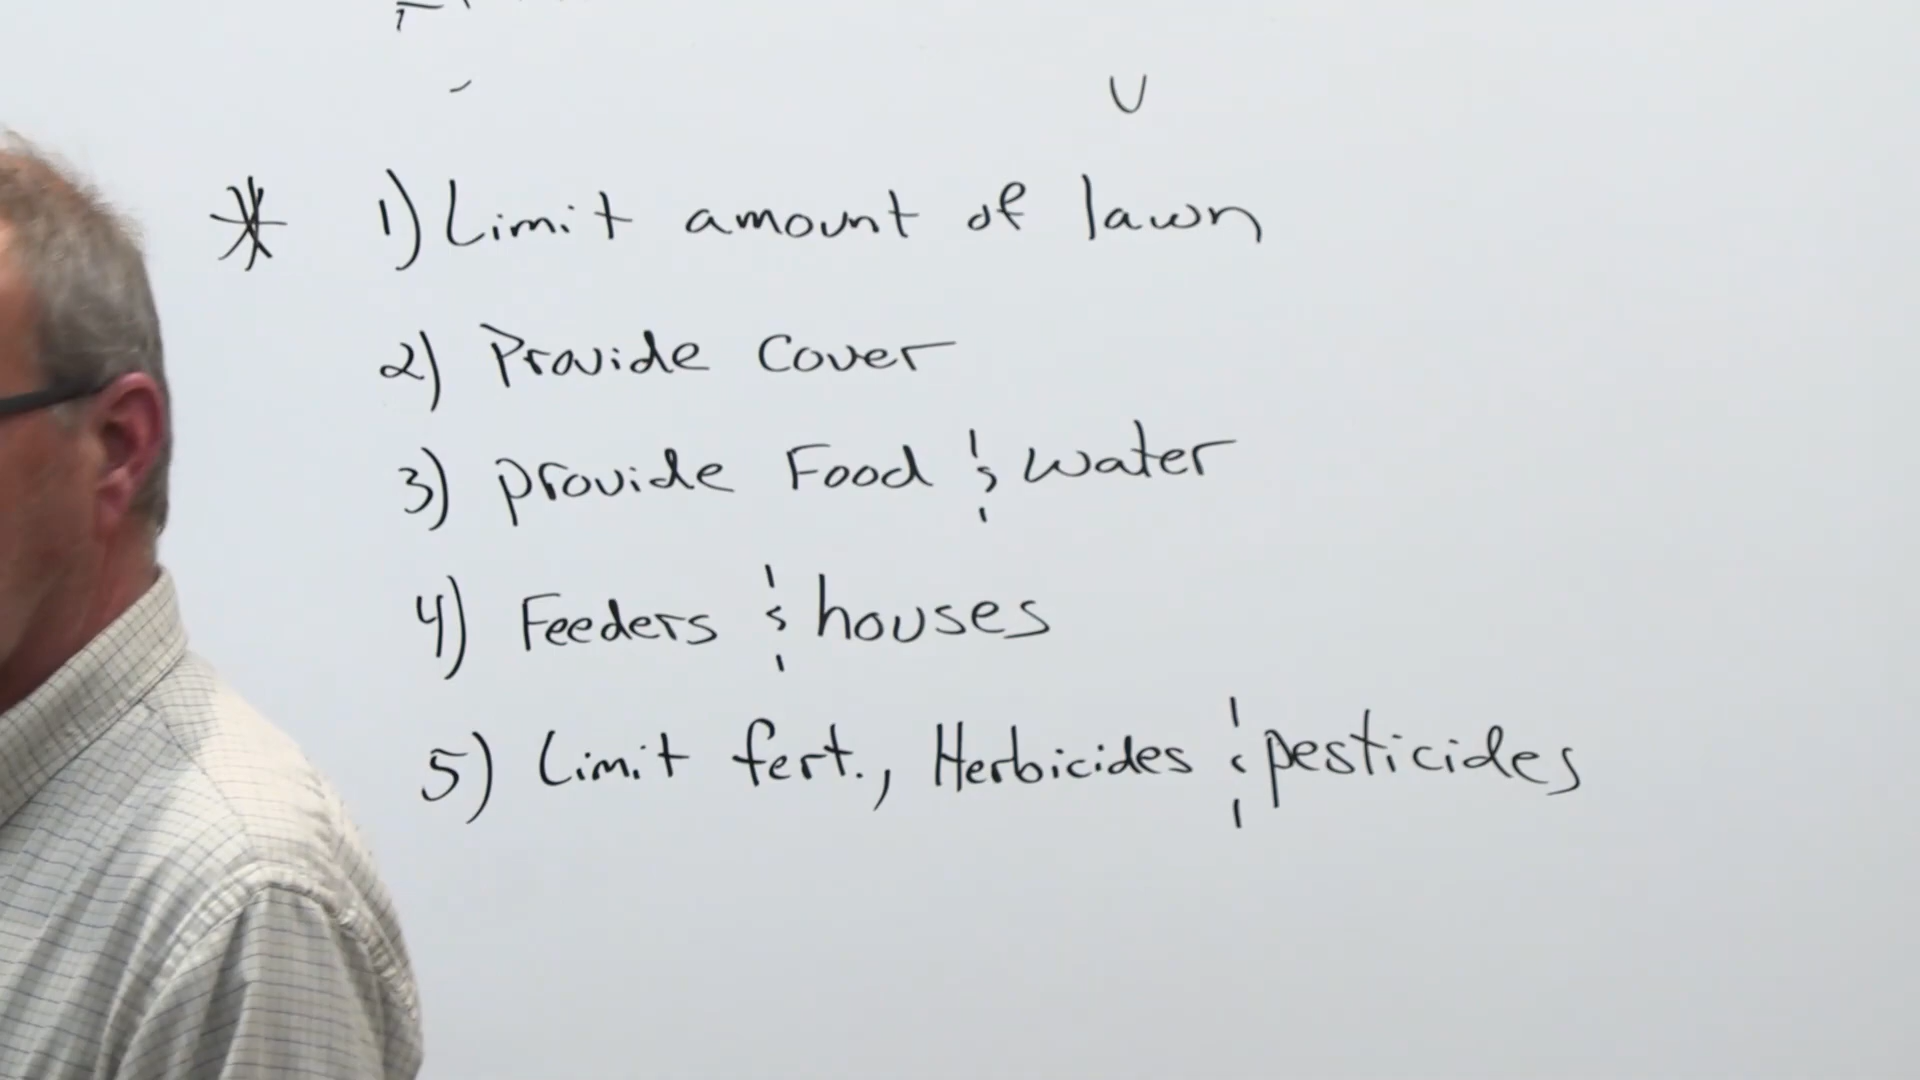 * 1) Limit amount of lawn
2) Provide Cover
3) provide Food & water
4) Feeders & houses
5) Limit fert., Herbicides & pesticides